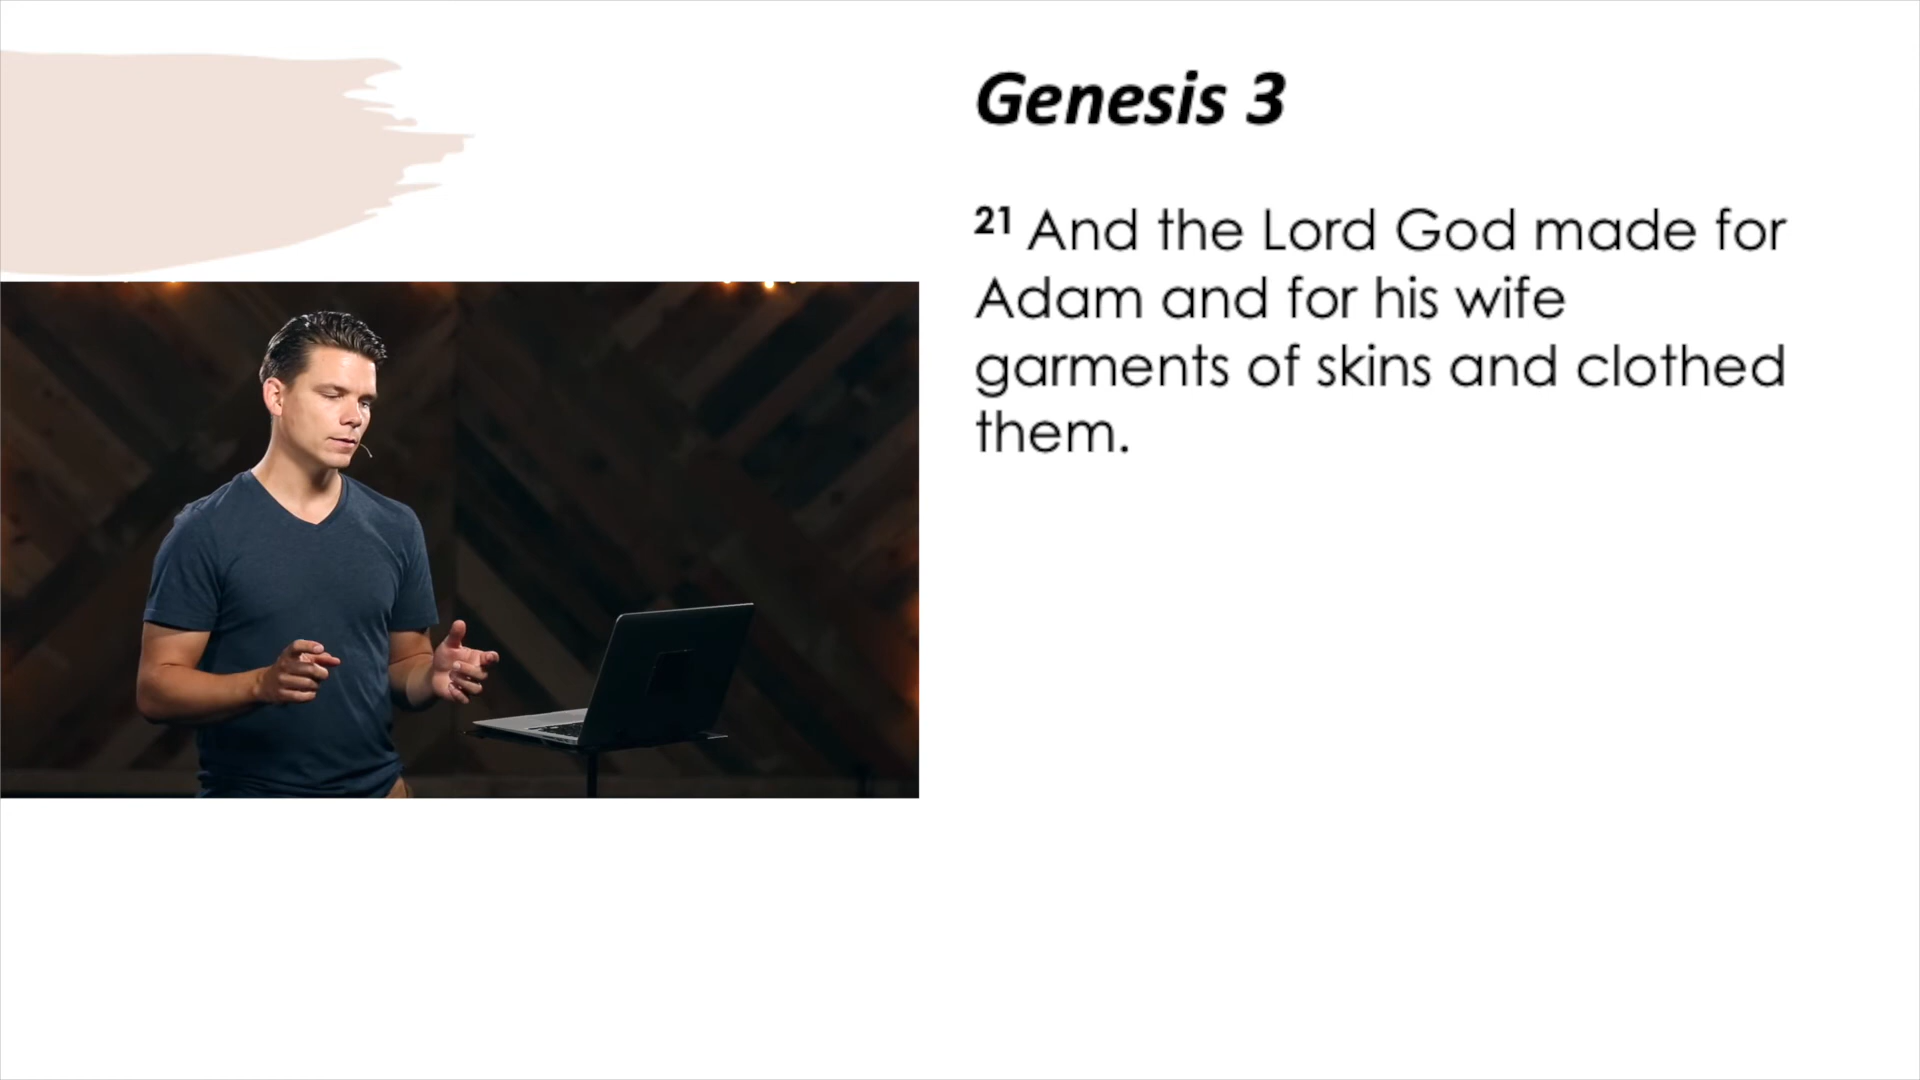 Genesis 3
21 And the Lord God made for
Adam and for his wife
garments of skins and clothed
them.